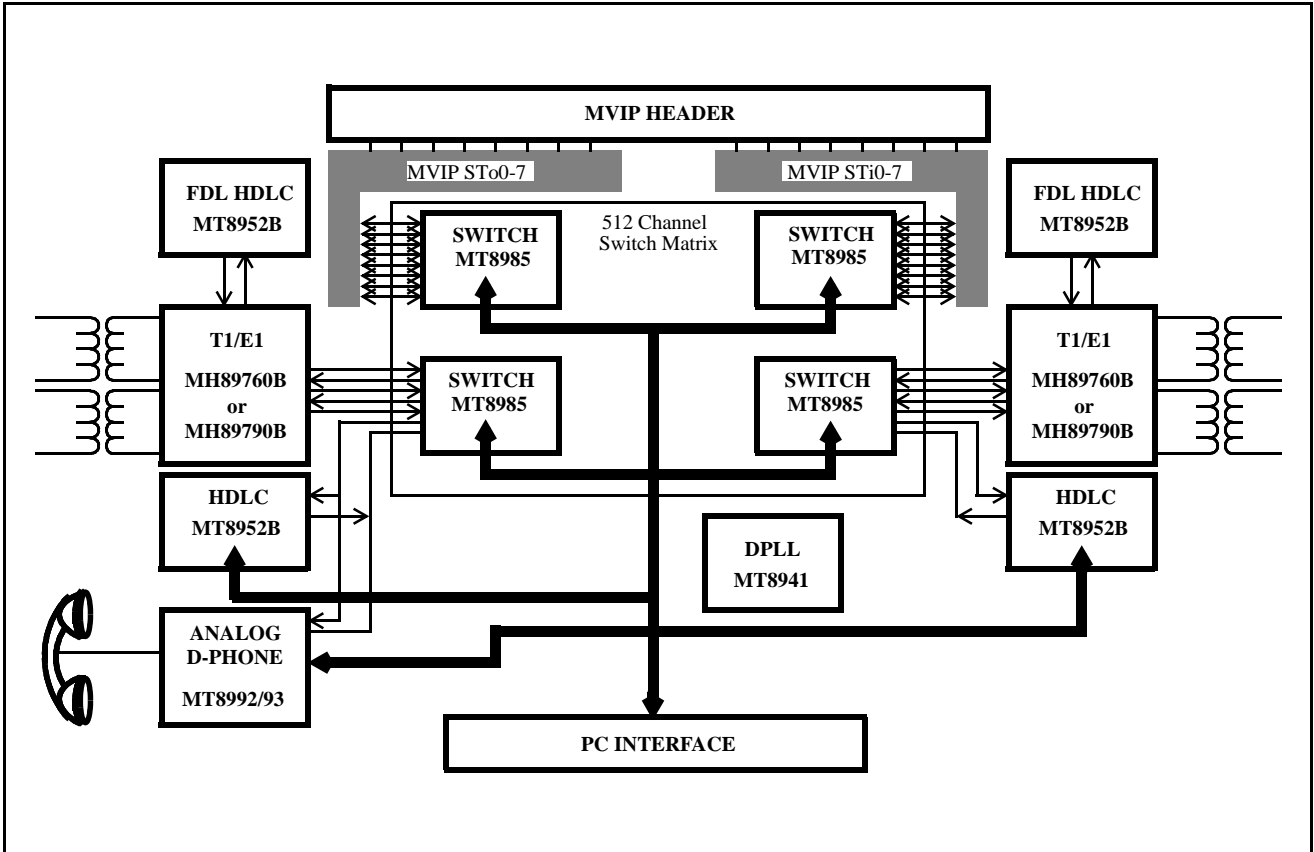 MVIP HEADER
MVIP STo0-7
MVIP STi0-7
FDL HDLC
MT8952B
512 Channel
Switch Matrix
SWITCH
MT8985
SWITCH
MT8985
FDL HDLC
MT8952B
T1/E1
MH89760B
or
MH89790B
SWITCH
MT8985
SWITCH
MT8985
T1/E1
MH89760B
or
MH89790B
HDLC
MT8952B
DPLL
MT8941
HDLC
MT8952B
ANALOG
D-PHONE
MT8992/93
PC INTERFACE